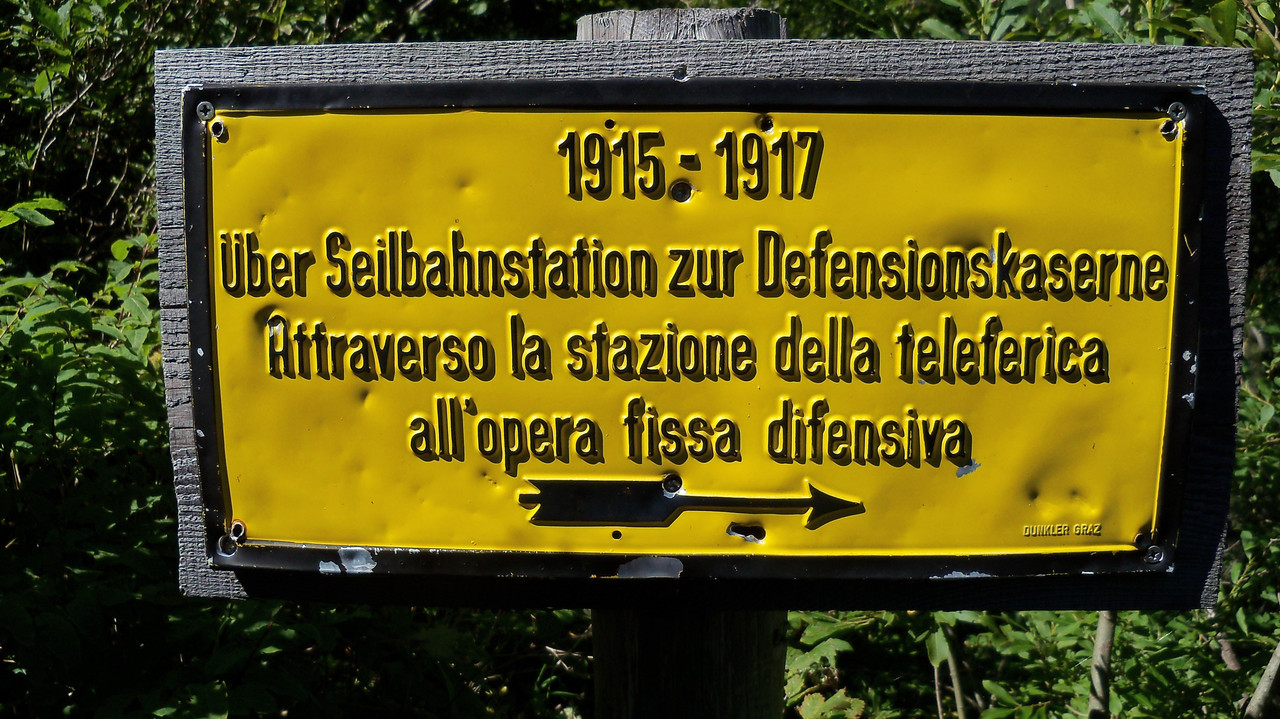 1915 - 1917
Über Seilbahnstation zur Defensionskaserne
Attraverso la stazione della teleferica
all'opera fissa difensiva
DUNKLER GRAZ